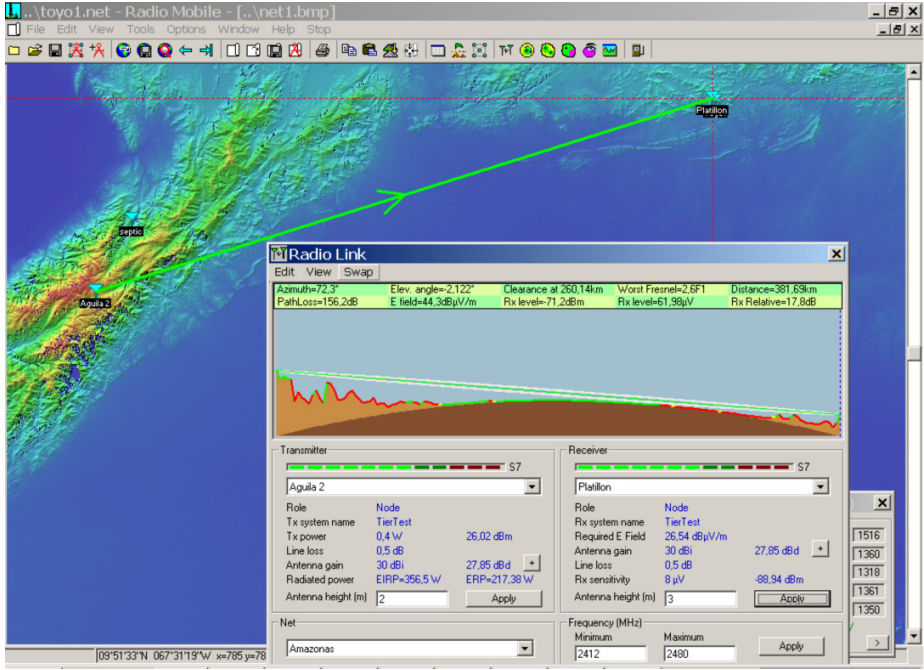 ..\toyo1.net - Radio Mobile - [..\net1.bmp]
File Edit View Tools Options Window Help Stop
Platillon
septio
Aguila 2
Radio Link
Edit View Swap
Azimuth=72,3° Elev. angle=-2,122° Clearance at 260,14km Worst Fresnel=2,6F1 Distance=381,69km
PathLoss=156,2dB E field=44,3dBµV/m Rx level=-71,2dBm Rx level=61,98µV Rx Relative=17,8dB
Transmitter
S7
Aguila 2
Role Node
Tx system name TierTest
Tx power 0,4 W 26,02 dBm
Line loss 0,5 dB
Antenna gain 30 dBi 27,85 dBd +
Radiated power EIRP=356,5 W ERP=217,38 W
Antenna height (m) 2 Apply
Receiver
S7
Platillon
Role Node
Rx system name TierTest
Required E Field 26,54 dBµV/m
Antenna gain 30 dBi 27,85 dBd +
Line loss 0,5 dB
Rx sensitivity 8 µV -88,94 dBm
Antenna height (m) 3 Apply
Net
Amazonas
Frequency (MHz)
Minimum Maximum
2412 2480 Apply
1516
1360
1318
1361
1350
09°51'33"N 067°31'19"W x=785 y=78